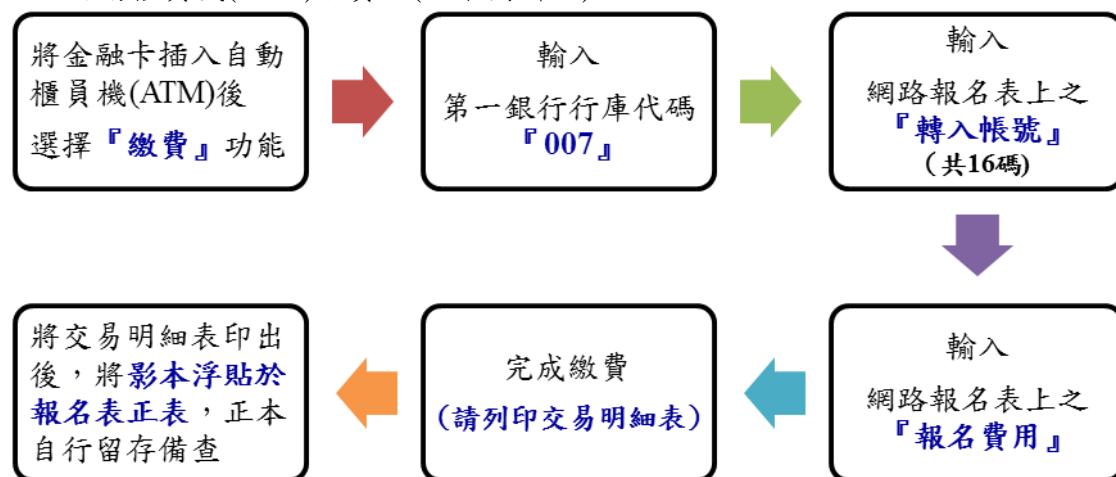 將金融卡插入自動
櫃員機(ATM)後
選擇『繳費』功能
輸入
第一銀行行庫代碼
『007』
輸入
網路報名表上之
『轉入帳號』
(共16碼)
輸入
網路報名表上之
『報名費用』
完成繳費
(請列印交易明細表)
將交易明細表印出
後，將影本浮貼於
報名表正表，正本
自行留存備查